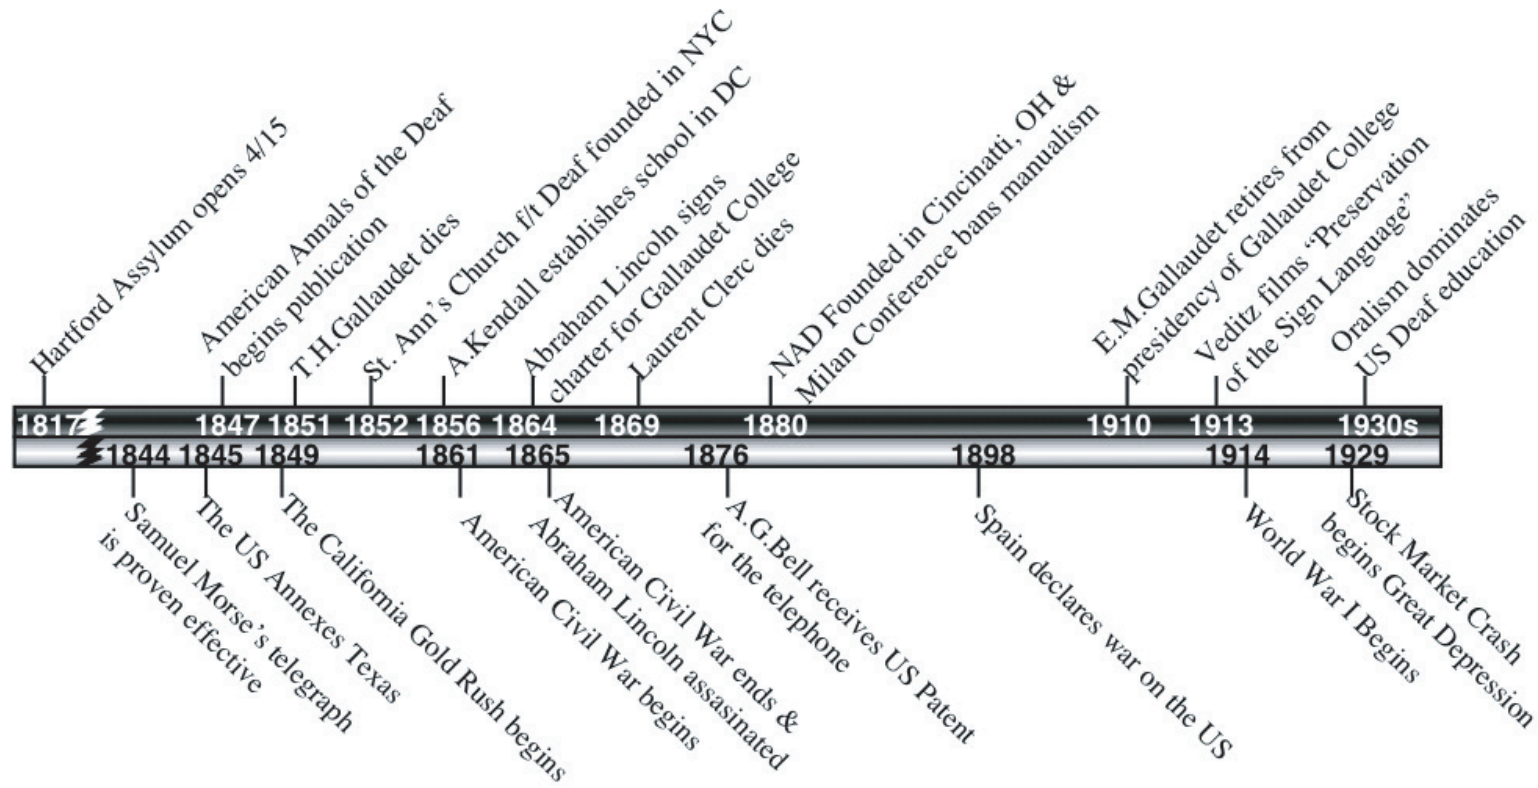 Hartford Assylum opens 4/15
American Annals of the Deaf
begins publication
T.H.Gallaudet dies
St. Ann's Church f/t Deaf founded in NYC
A.Kendall establishes school in DC
Abraham Lincoln signs
charter for Gallaudet College
Laurent Clerc dies
NAD Founded in Cincinatti, OH &
Milan Conference bans manualism
E.M.Gallaudet retires from
presidency of Gallaudet College
Veditz films “Preservation
of the Sign Language”
Oralism dominates
US Deaf education
1817 1847 1851 1852 1856 1864 1869 1880 1910 1913 1930s
1844 1845 1849 1861 1865 1876 1898 1914 1929
Samuel Morse's telegraph
is proven effective
The US Annexes Texas
The California Gold Rush begins
American Civil War begins
American Civil War ends &
Abraham Lincoln assasinated
A.G.Bell receives US Patent
for the telephone
Spain declares war on the US
World War I Begins
Stock Market Crash
begins Great Depression